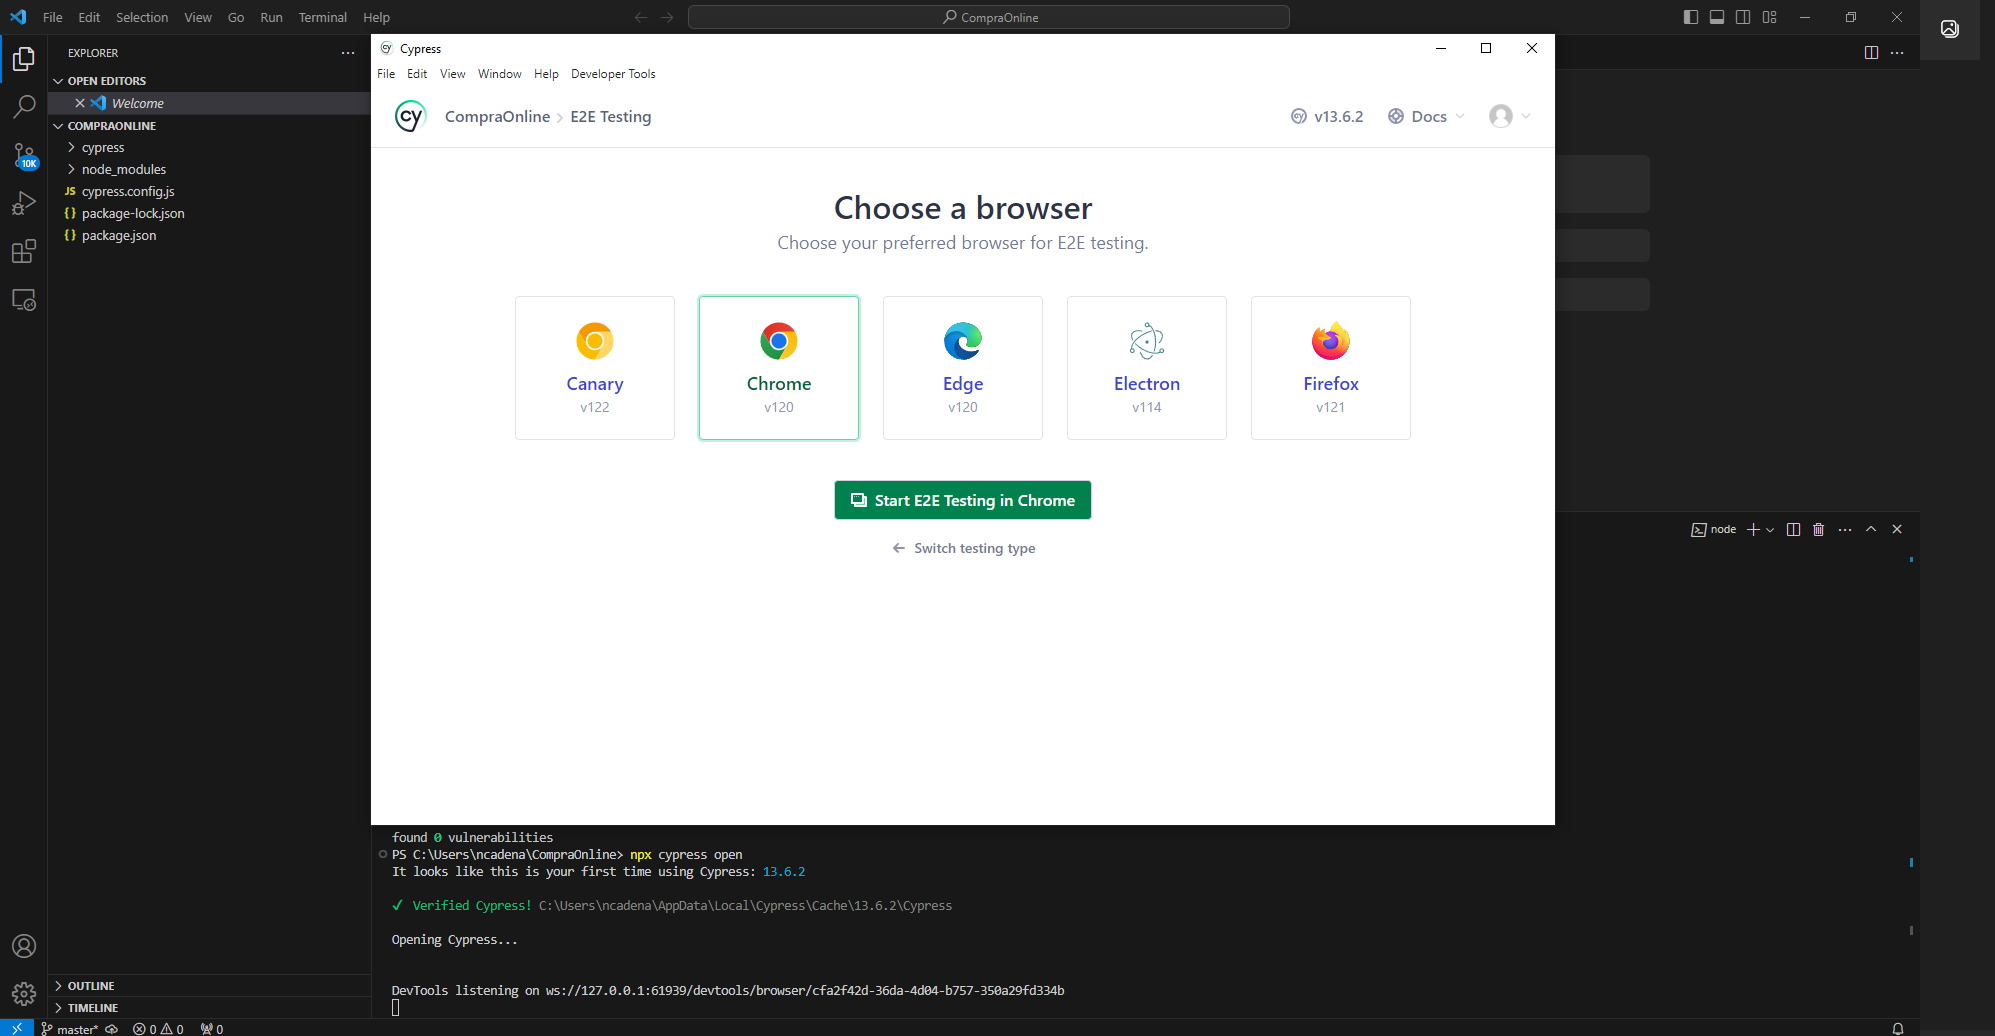 File Edit Selection View Go Run Terminal Help
CompraOnline
EXPLORER
OPEN EDITORS
Welcome
COMPRAONLINE
cypress
node_modules
JS cypress.config.js
{} package-lock.json
{} package.json
10K
OUTLINE
TIMELINE
cy Cypress
File Edit View Window Help Developer Tools
cy CompraOnline > E2E Testing
cy v13.6.2 Docs
Choose a browser
Choose your preferred browser for E2E testing.
Canary
v122
Chrome
v120
Edge
v120
Electron
v114
Firefox
v121
Start E2E Testing in Chrome
← Switch testing type
node
found 0 vulnerabilities
PS C:\Users\ncadena\CompraOnline> npx cypress open
It looks like this is your first time using Cypress: 13.6.2
✓ Verified Cypress! C:\Users\ncadena\AppData\Local\Cypress\Cache\13.6.2\Cypress
Opening Cypress...
DevTools listening on ws://127.0.0.1:61939/devtools/browser/cfa2f42d-36da-4d04-b757-350a29fd334b
master* 0 0 0